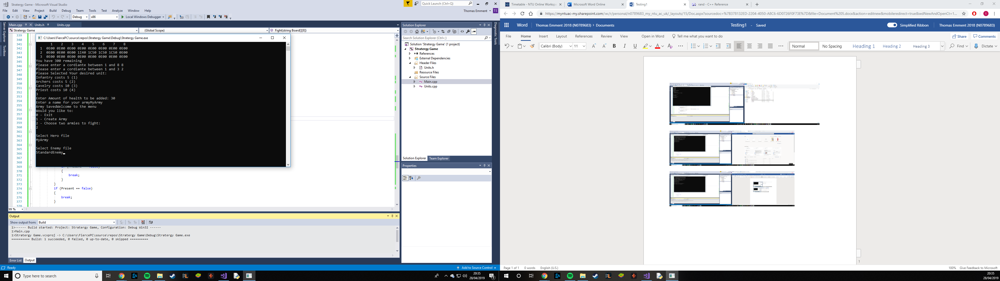 Stratergy Game - Microsoft Visual Studio
Quick Launch (Ctrl+Q)
File Edit View Project Build Debug Team Tools Test Analyze Window Help
Thomas Emment TE
Debug x86 Local Windows Debugger
Server Explorer
Toolbox
Main.cpp Units.h Units.cpp
Stratergy Game (Global Scope) Fight(string Board[][8])
339
340
341
342
343
344
345
346
347
348
349
350
351
352
353
354
355
356
357
358
359
360
361
362
363
364
365
366
367
368
369
370
371 break;
372 }
373 }
374 if (Present == false)
375 {
376 break;
377 }
378
99 %
C:\Users\FiercePC\source\repos\Stratergy Game\Debug\Stratergy Game.exe
1 2 3 4 5 6 7 8
1 0E00 0E00 0E00 0E00 0E00 0E00 0E00 0E00
2 0E00 0E00 0E00 1I40 1C50 1C50 1C50 0E00
3 0E00 0E00 0E00 0E00 0E00 0E00 0E00 0E00
You have 300 remaining
Please enter a cordiante between 1 and 8 8
Please enter a cordiante between 1 and 3 2
Please Selected Your desired unit:
Infantry costs 5 (1)
Archers costs 5 (2)
Cavelry costs 10 (3)
Priest costs 10 (4)
3
Enter Amount of health to be added: 30
Enter a name for your armyMyArmy
Army SavedWelcome to the menu
Would you like to:
0 - Exit
1 - Create Army
2 - Choose two armies to fight:
2
Select Hero file
MyArmy
Select Enemy file
StandardEnemy
Output
Show output from: Build
1>------ Build started: Project: Stratergy Game, Configuration: Debug Win32 ------
1>Main.cpp
1>Stratergy Game.vcxproj -> C:\Users\FiercePC\source\repos\Stratergy Game\Debug\Stratergy Game.exe
========== Build: 1 succeeded, 0 failed, 0 up-to-date, 0 skipped ==========
Error List Output
Ready
Add to Source Control
Solution Explorer
Search Solution Explorer (Ctrl+;)
Solution 'Stratergy Game' (1 project)
Stratergy Game
References
External Dependencies
Header Files
Units.h
Resource Files
Source Files
Main.cpp
Units.cpp
Solution Explorer Team Explorer
Properties
Diagnostic Tools
Type here to search
20:35
28/04/2019
Timetable - NTU Online Worksp
Microsoft Word Online
Testing1
rand - C++ Reference
https://myntuac-my.sharepoint.com/:w:/r/personal/n0789683_my_ntu_ac_uk/_layouts/15/Doc.aspx?sourcedoc=%7B378132ED-2204-4050-A8C6-6D0726F0F73E%7D&file=Document%205.docx&action=editnew&mobileredirect=true&wdNewAndOpenCt=1...
Word Thomas Emment 2018 (N0789683) > Documents
Testing1 - Saved
Simplified Ribbon Thomas Emment 2018 (N0789683)
File Home Insert Layout References Review View Open in Word Tell me what you want to do
Share Comments
Calibri (Body) 11 B I U
Normal No Spacing Heading 1 Heading 2 Heading 3
Find Dictate
1
Page 1 of 1 0 words English (U.S.)
100% Give Feedback to Microsoft
20:35
28/04/2019